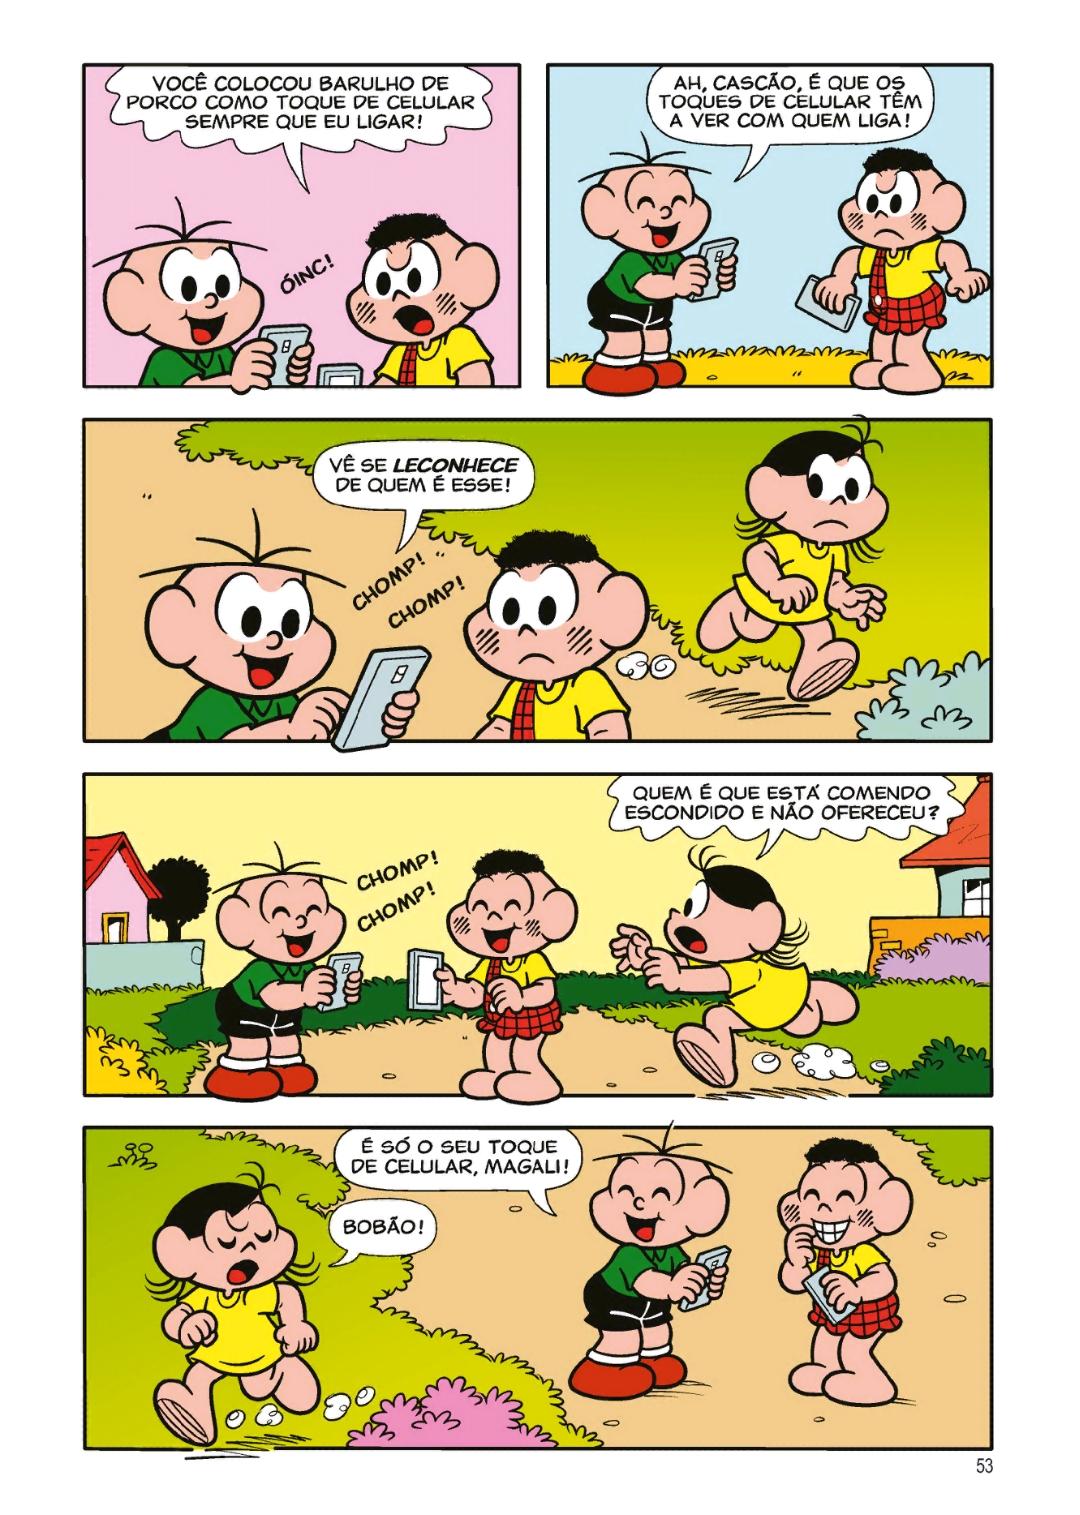 VOCÊ COLOCOU BARULHO DE
PORCO COMO TOQUE DE CELULAR
SEMPRE QUE EU LIGAR!
ÓINC!
AH, CASCÃO, É QUE OS
TOQUES DE CELULAR TÊM
A VER COM QUEM LIGA!
VÊ SE LECONHECE
DE QUEM É ESSE!
CHOMP!
CHOMP!
QUEM É QUE ESTÁ COMENDO
ESCONDIDO E NÃO OFERECEU?
CHOMP!
CHOMP!
É SÓ O SEU TOQUE
DE CELULAR, MAGALI!
BOBÃO!
53